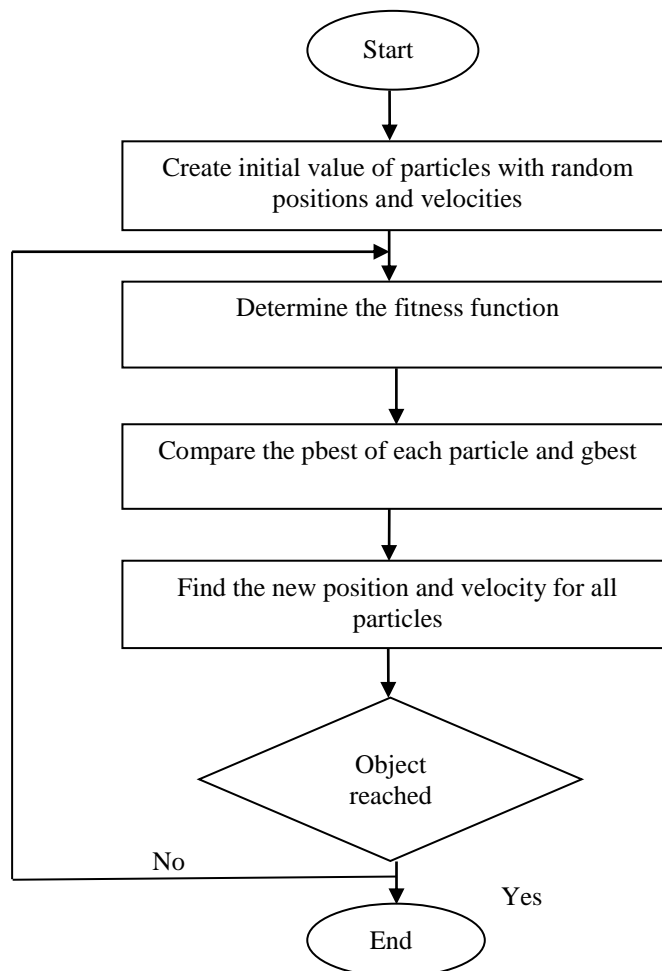 Start
Create initial value of particles with random
positions and velocities
Determine the fitness function
Compare the pbest of each particle and gbest
Find the new position and velocity for all
particles
Object
reached
No
Yes
End